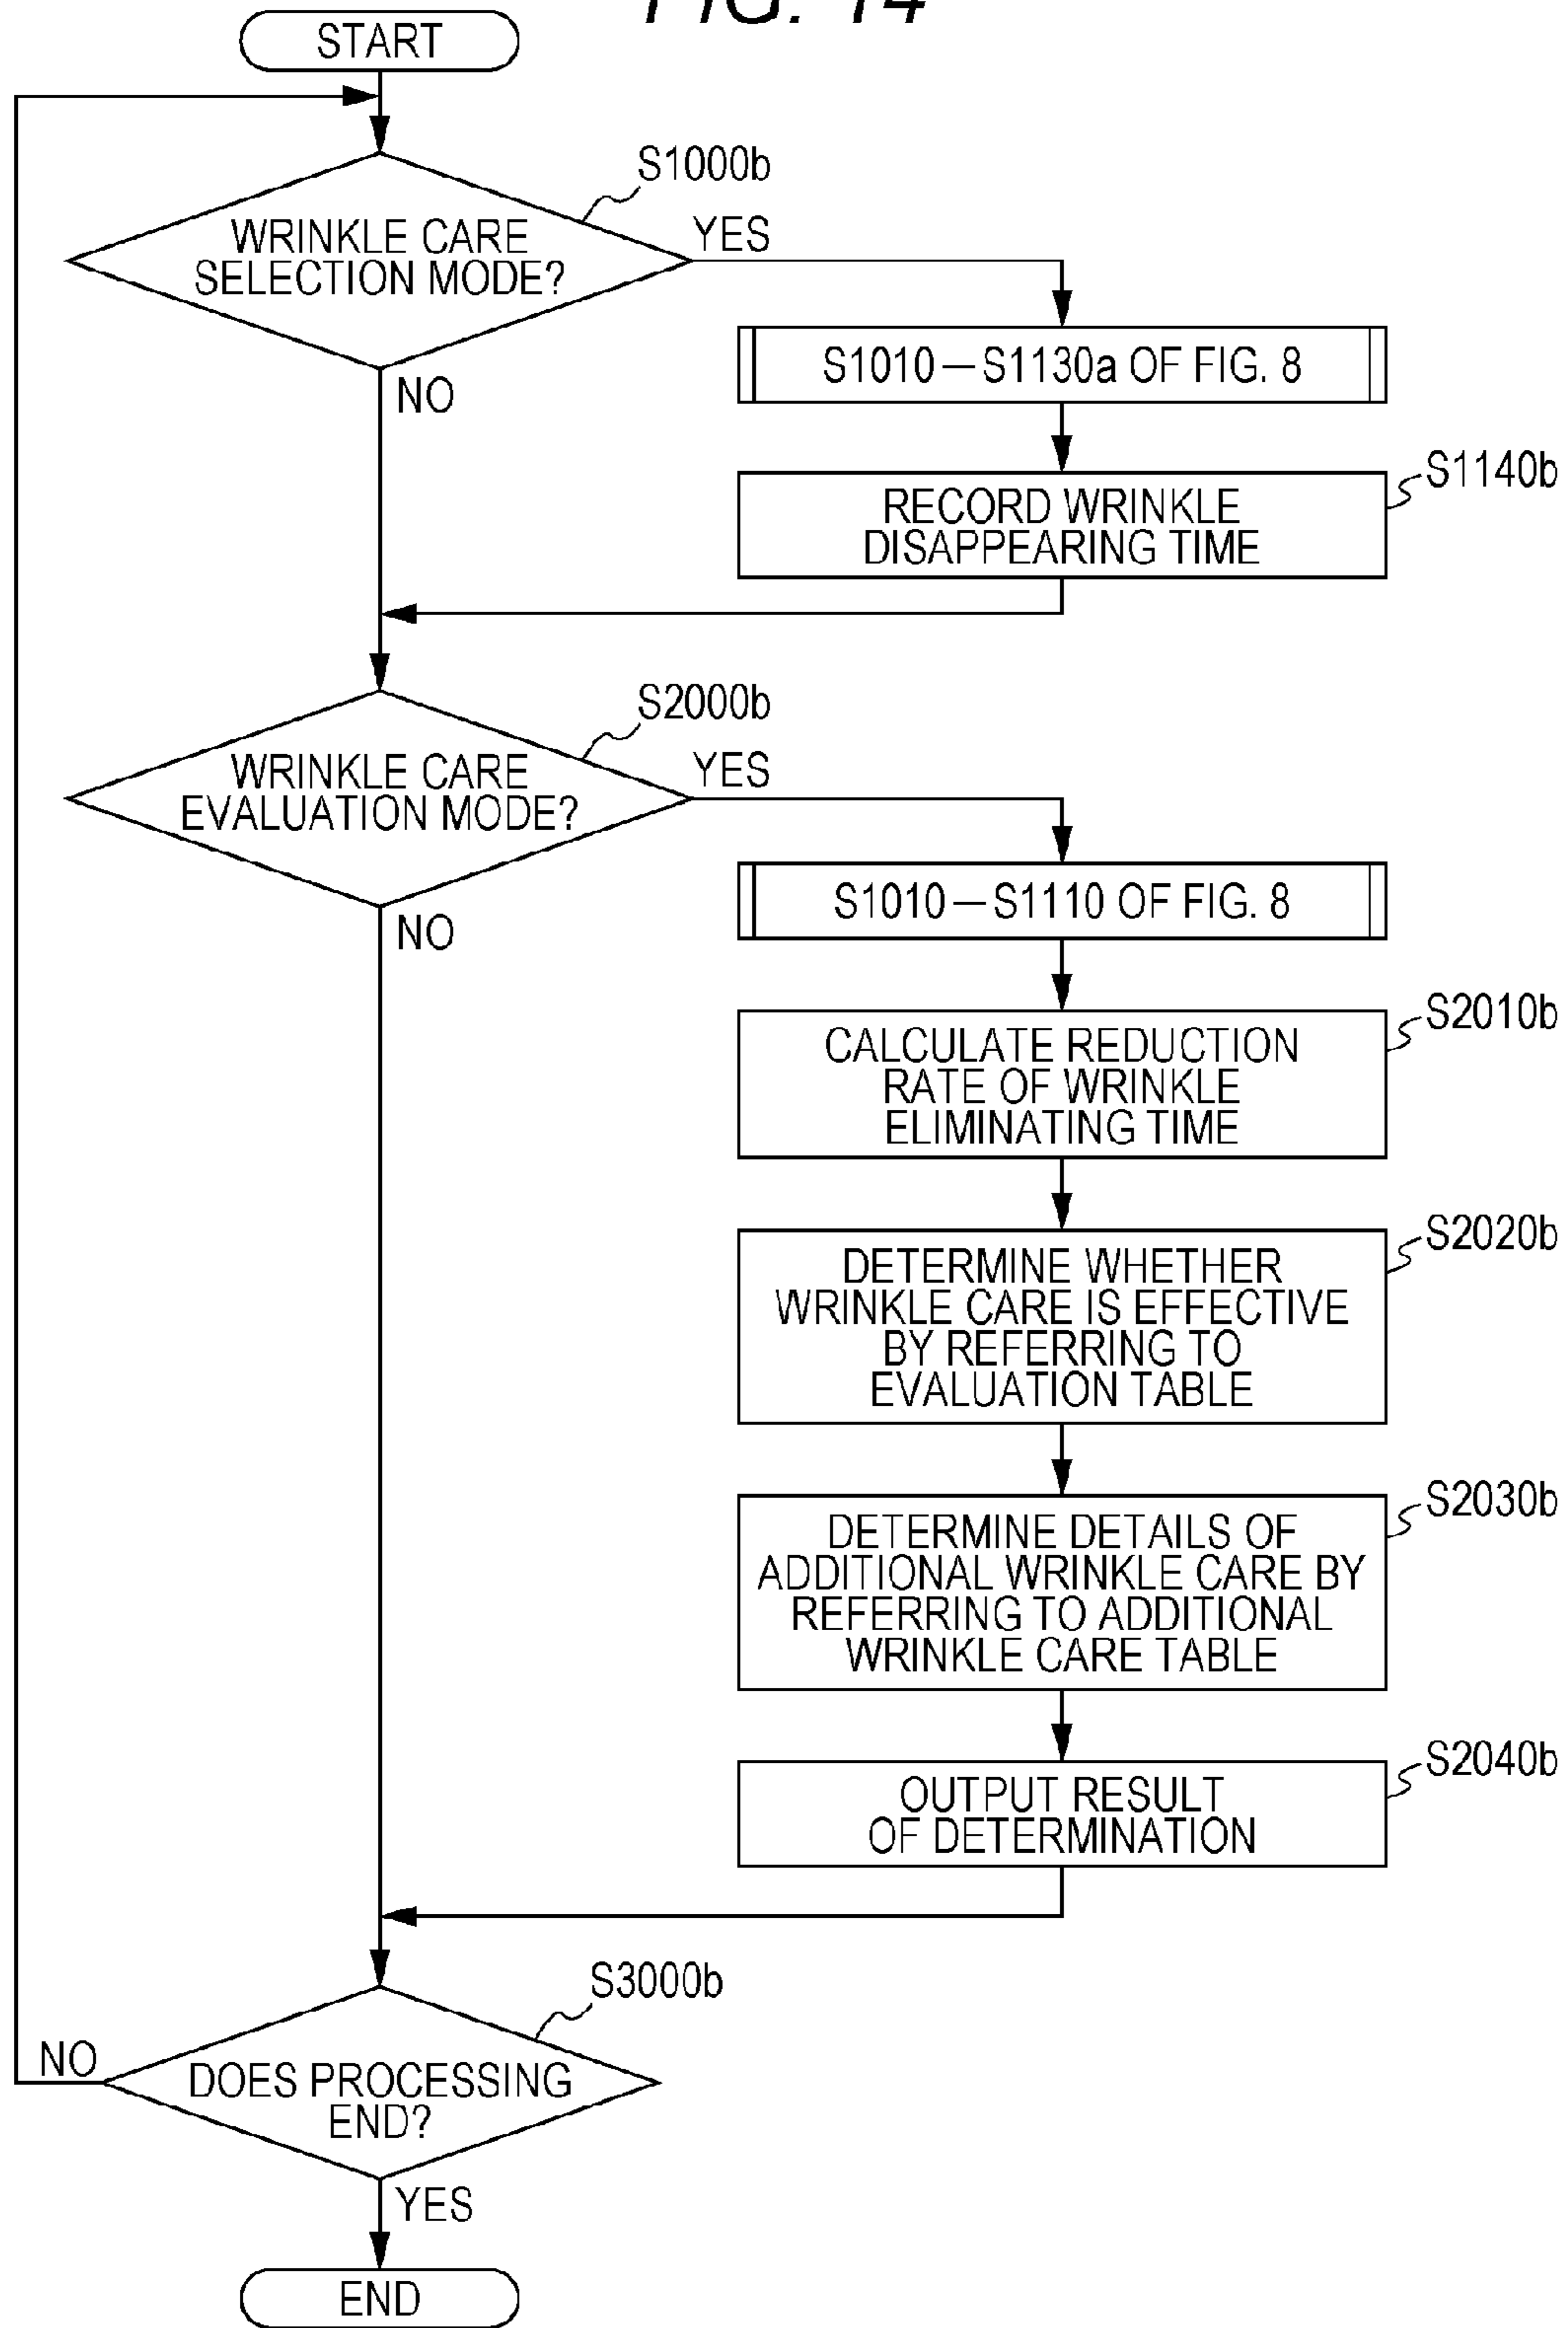 FIG. 14
START
S1000b
WRINKLE CARE
SELECTION MODE?
YES
NO
S1010—S1130a OF FIG. 8
S1140b
RECORD WRINKLE
DISAPPEARING TIME
S2000b
WRINKLE CARE
EVALUATION MODE?
YES
NO
S1010—S1110 OF FIG. 8
S2010b
CALCULATE REDUCTION
RATE OF WRINKLE
ELIMINATING TIME
S2020b
DETERMINE WHETHER
WRINKLE CARE IS EFFECTIVE
BY REFERRING TO
EVALUATION TABLE
S2030b
DETERMINE DETAILS OF
ADDITIONAL WRINKLE CARE BY
REFERRING TO ADDITIONAL
WRINKLE CARE TABLE
S2040b
OUTPUT RESULT
OF DETERMINATION
S3000b
NO
DOES PROCESSING
END?
YES
END